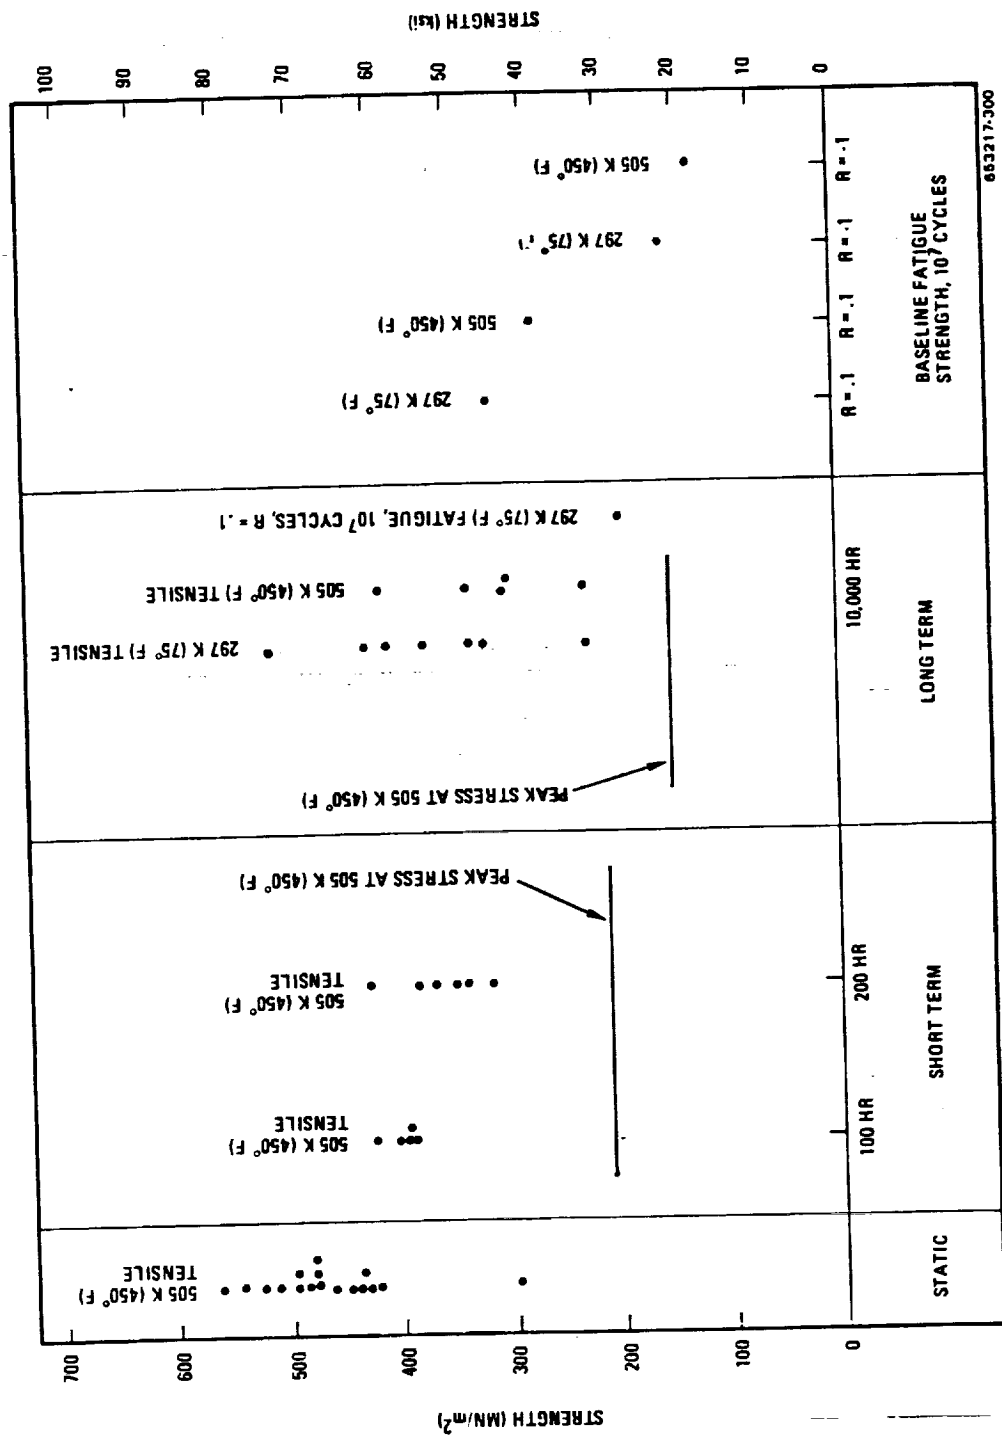 STRENGTH (MN/m²)
700
600
500
400
300
200
100
0
STRENGTH (ksi)
100
90
80
70
60
50
40
30
20
10
0
505 K (450° F)
TENSILE
STATIC
505 K (450° F)
TENSILE
505 K (450° F)
TENSILE
PEAK STRESS AT 505 K (450° F)
100 HR
200 HR
SHORT TERM
PEAK STRESS AT 505 K (450° F)
297 K (75° F) TENSILE
505 K (450° F) TENSILE
297 K (75° F) FATIGUE, 10⁷ CYCLES, R = .1
10,000 HR
LONG TERM
297 K (75° F)
505 K (450° F)
297 K (75°
505 K (450° F)
R = .1
R = .1
R = -1
R = -1
BASELINE FATIGUE
STRENGTH, 10⁷ CYCLES
653217-300